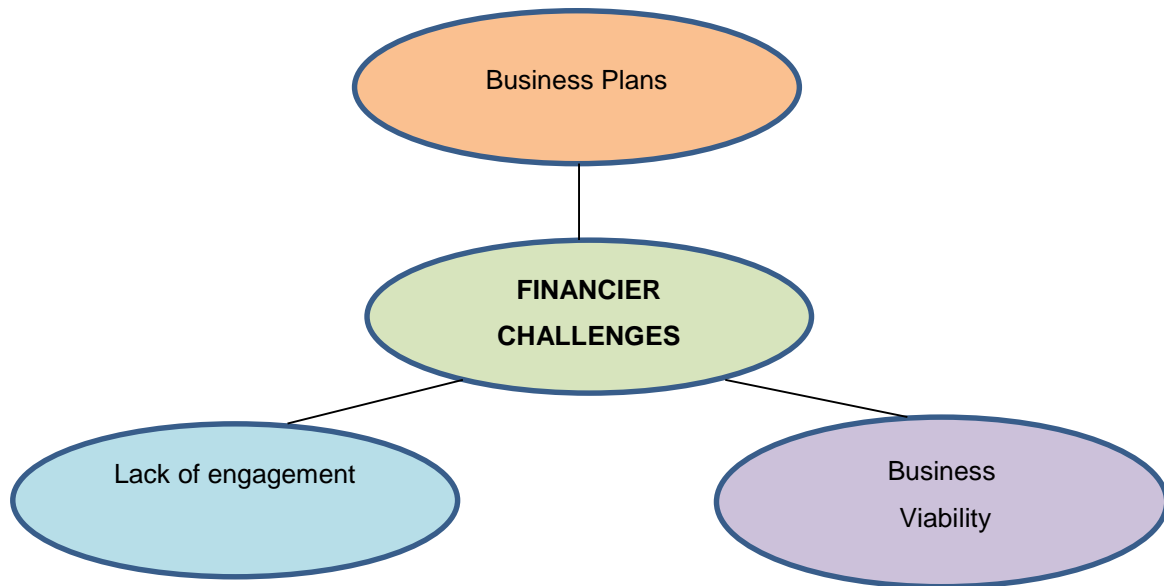 Business Plans
FINANCIER
CHALLENGES
Lack of engagement
Business
Viability